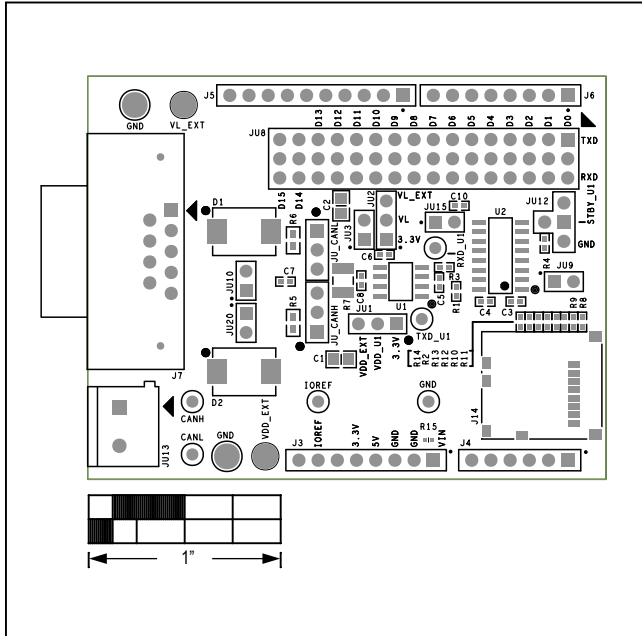 J5
J6
GND
VL_EXT
D13
D12
D11
D10
D9
D8
D7
D6
D5
D4
D3
D2
D1
D0
JU8
TXD
RXD
D15
D14
D1
R6
C2
JU_CANL
JU2
JU3
VL_EXT
VL
3.3V
C10
JU15
RXD_U1
U2
JU12
STBY_U1
GND
R4
JU9
C6
C7
JU10
JU20
R5
JU_CANH
R7
C8
U1
C5
R3
R1
C4
C3
R9
R8
JU1
VDD_EXT
VDD_U1
3.3V
TXD_U1
C1
R14
R2
R13
R12
R10
R11
J7
D2
CANH
JU13
CANL
GND
VDD_EXT
IOREF
GND
J14
J3
IOREF
3.3V
5V
GND
GND
VIN
R15
J4
1”